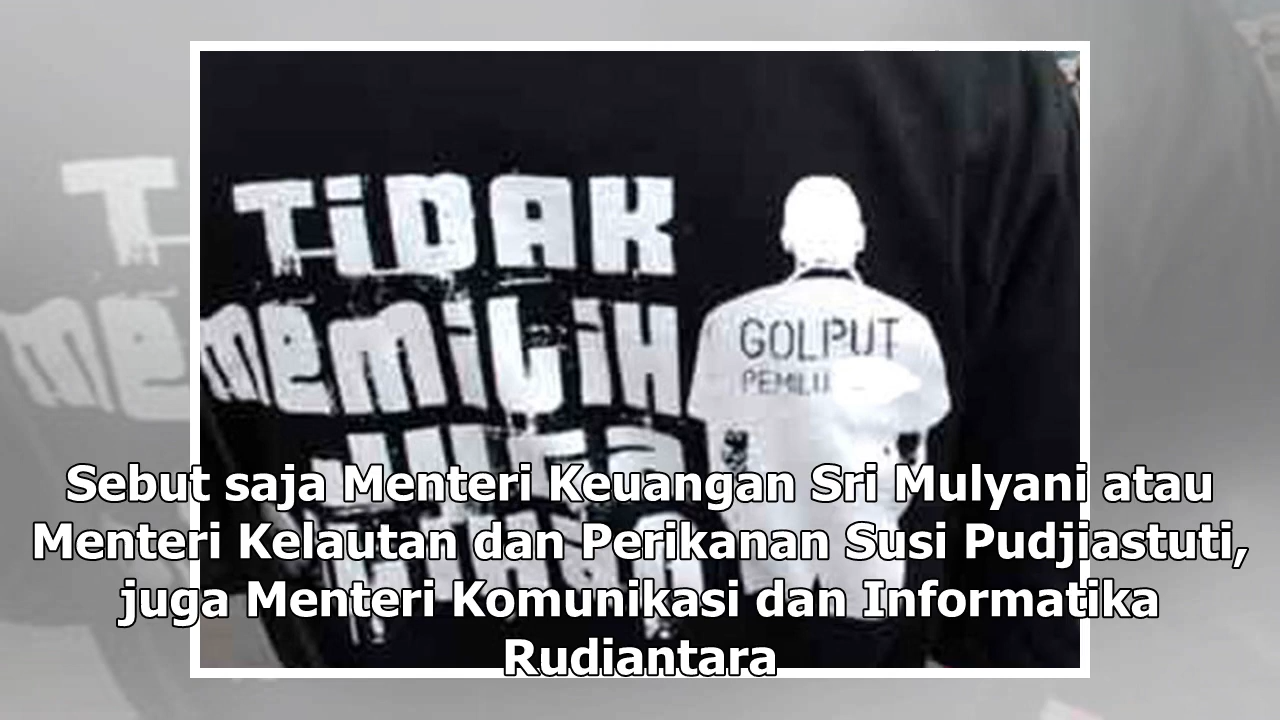 TiDAK
MeMiLiH
GOLPUT
PEMILU
Sebut saja Menteri Keuangan Sri Mulyani atau
Menteri Kelautan dan Perikanan Susi Pudjiastuti,
juga Menteri Komunikasi dan Informatika
Rudiantara